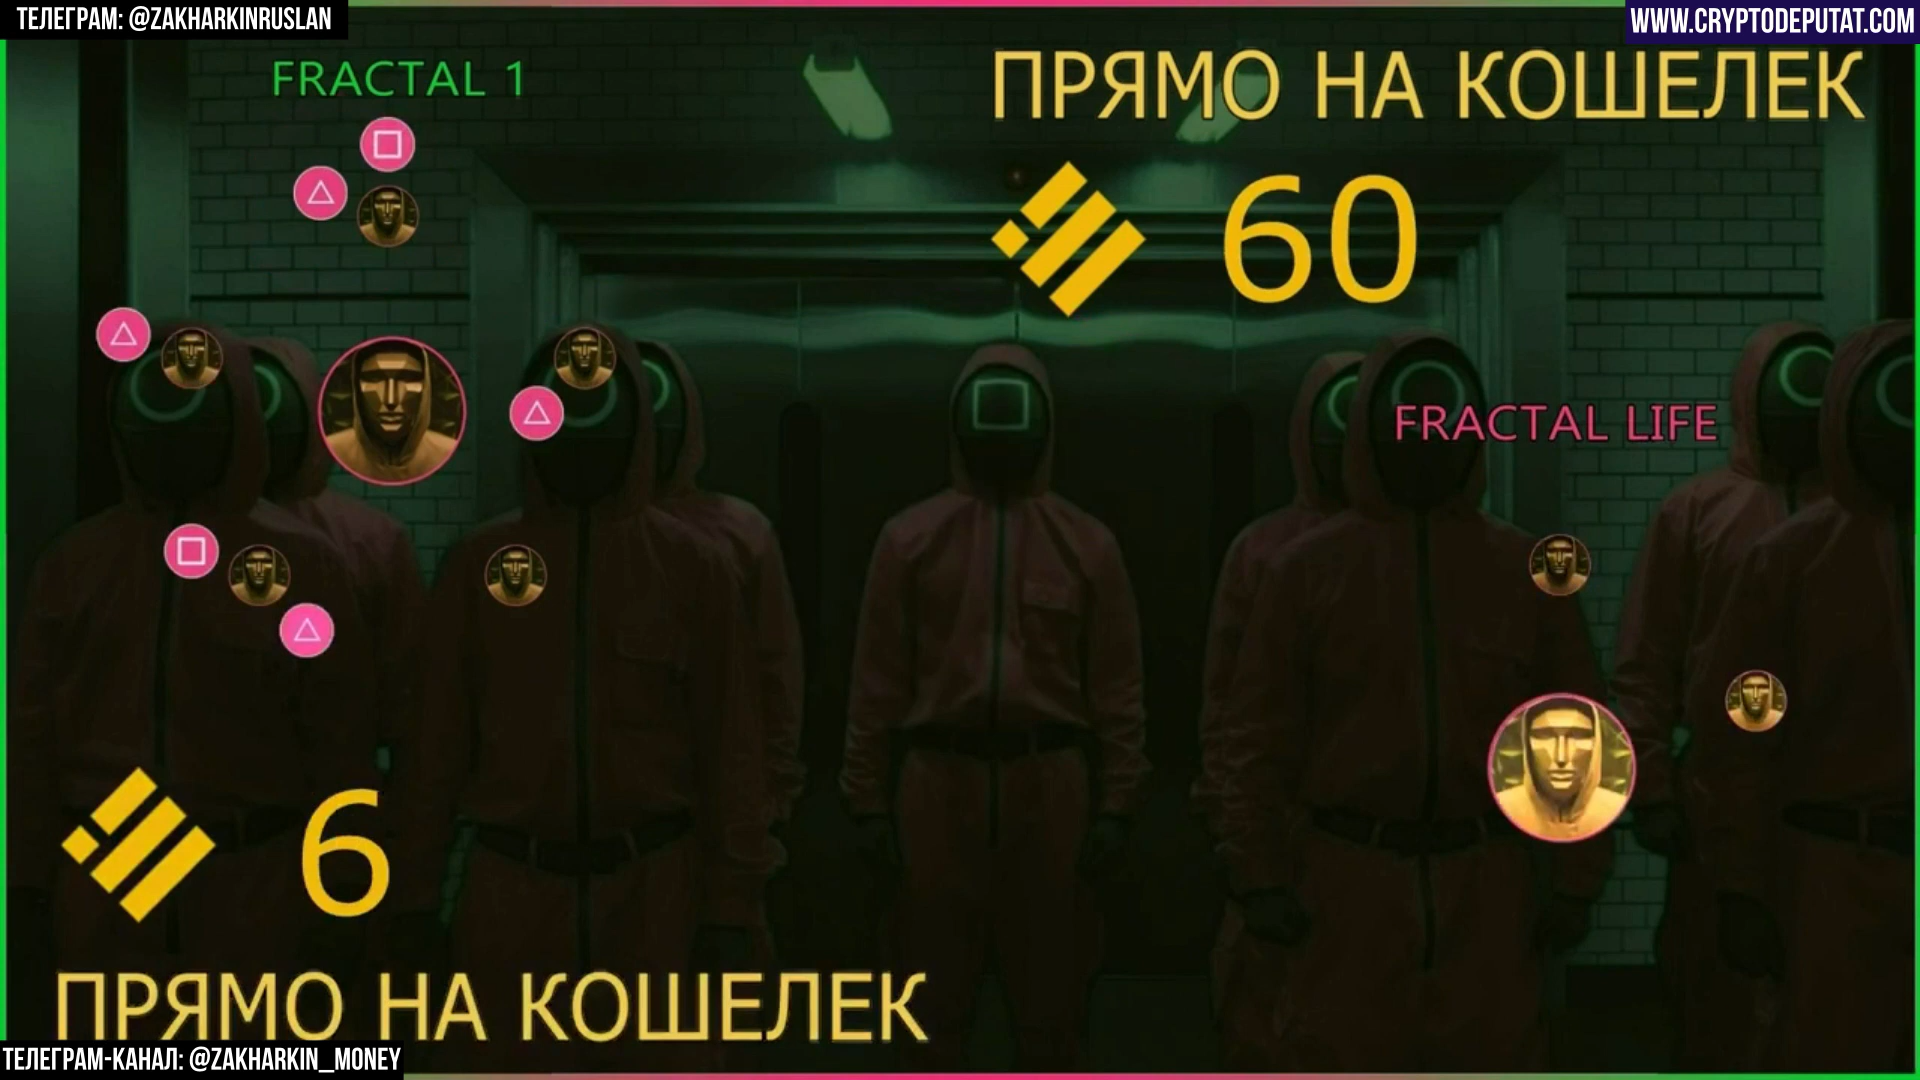 ТЕЛЕГРАМ: @ZAKHARKINRUSLAN
WWW.CRYPTODEPUTAT.COM
FRACTAL 1
ПРЯМО НА КОШЕЛЕК
60
FRACTAL LIFE
6
ПРЯМО НА КОШЕЛЕК
ТЕЛЕГРАМ-КАНАЛ: @ZAKHARKIN_MONEY